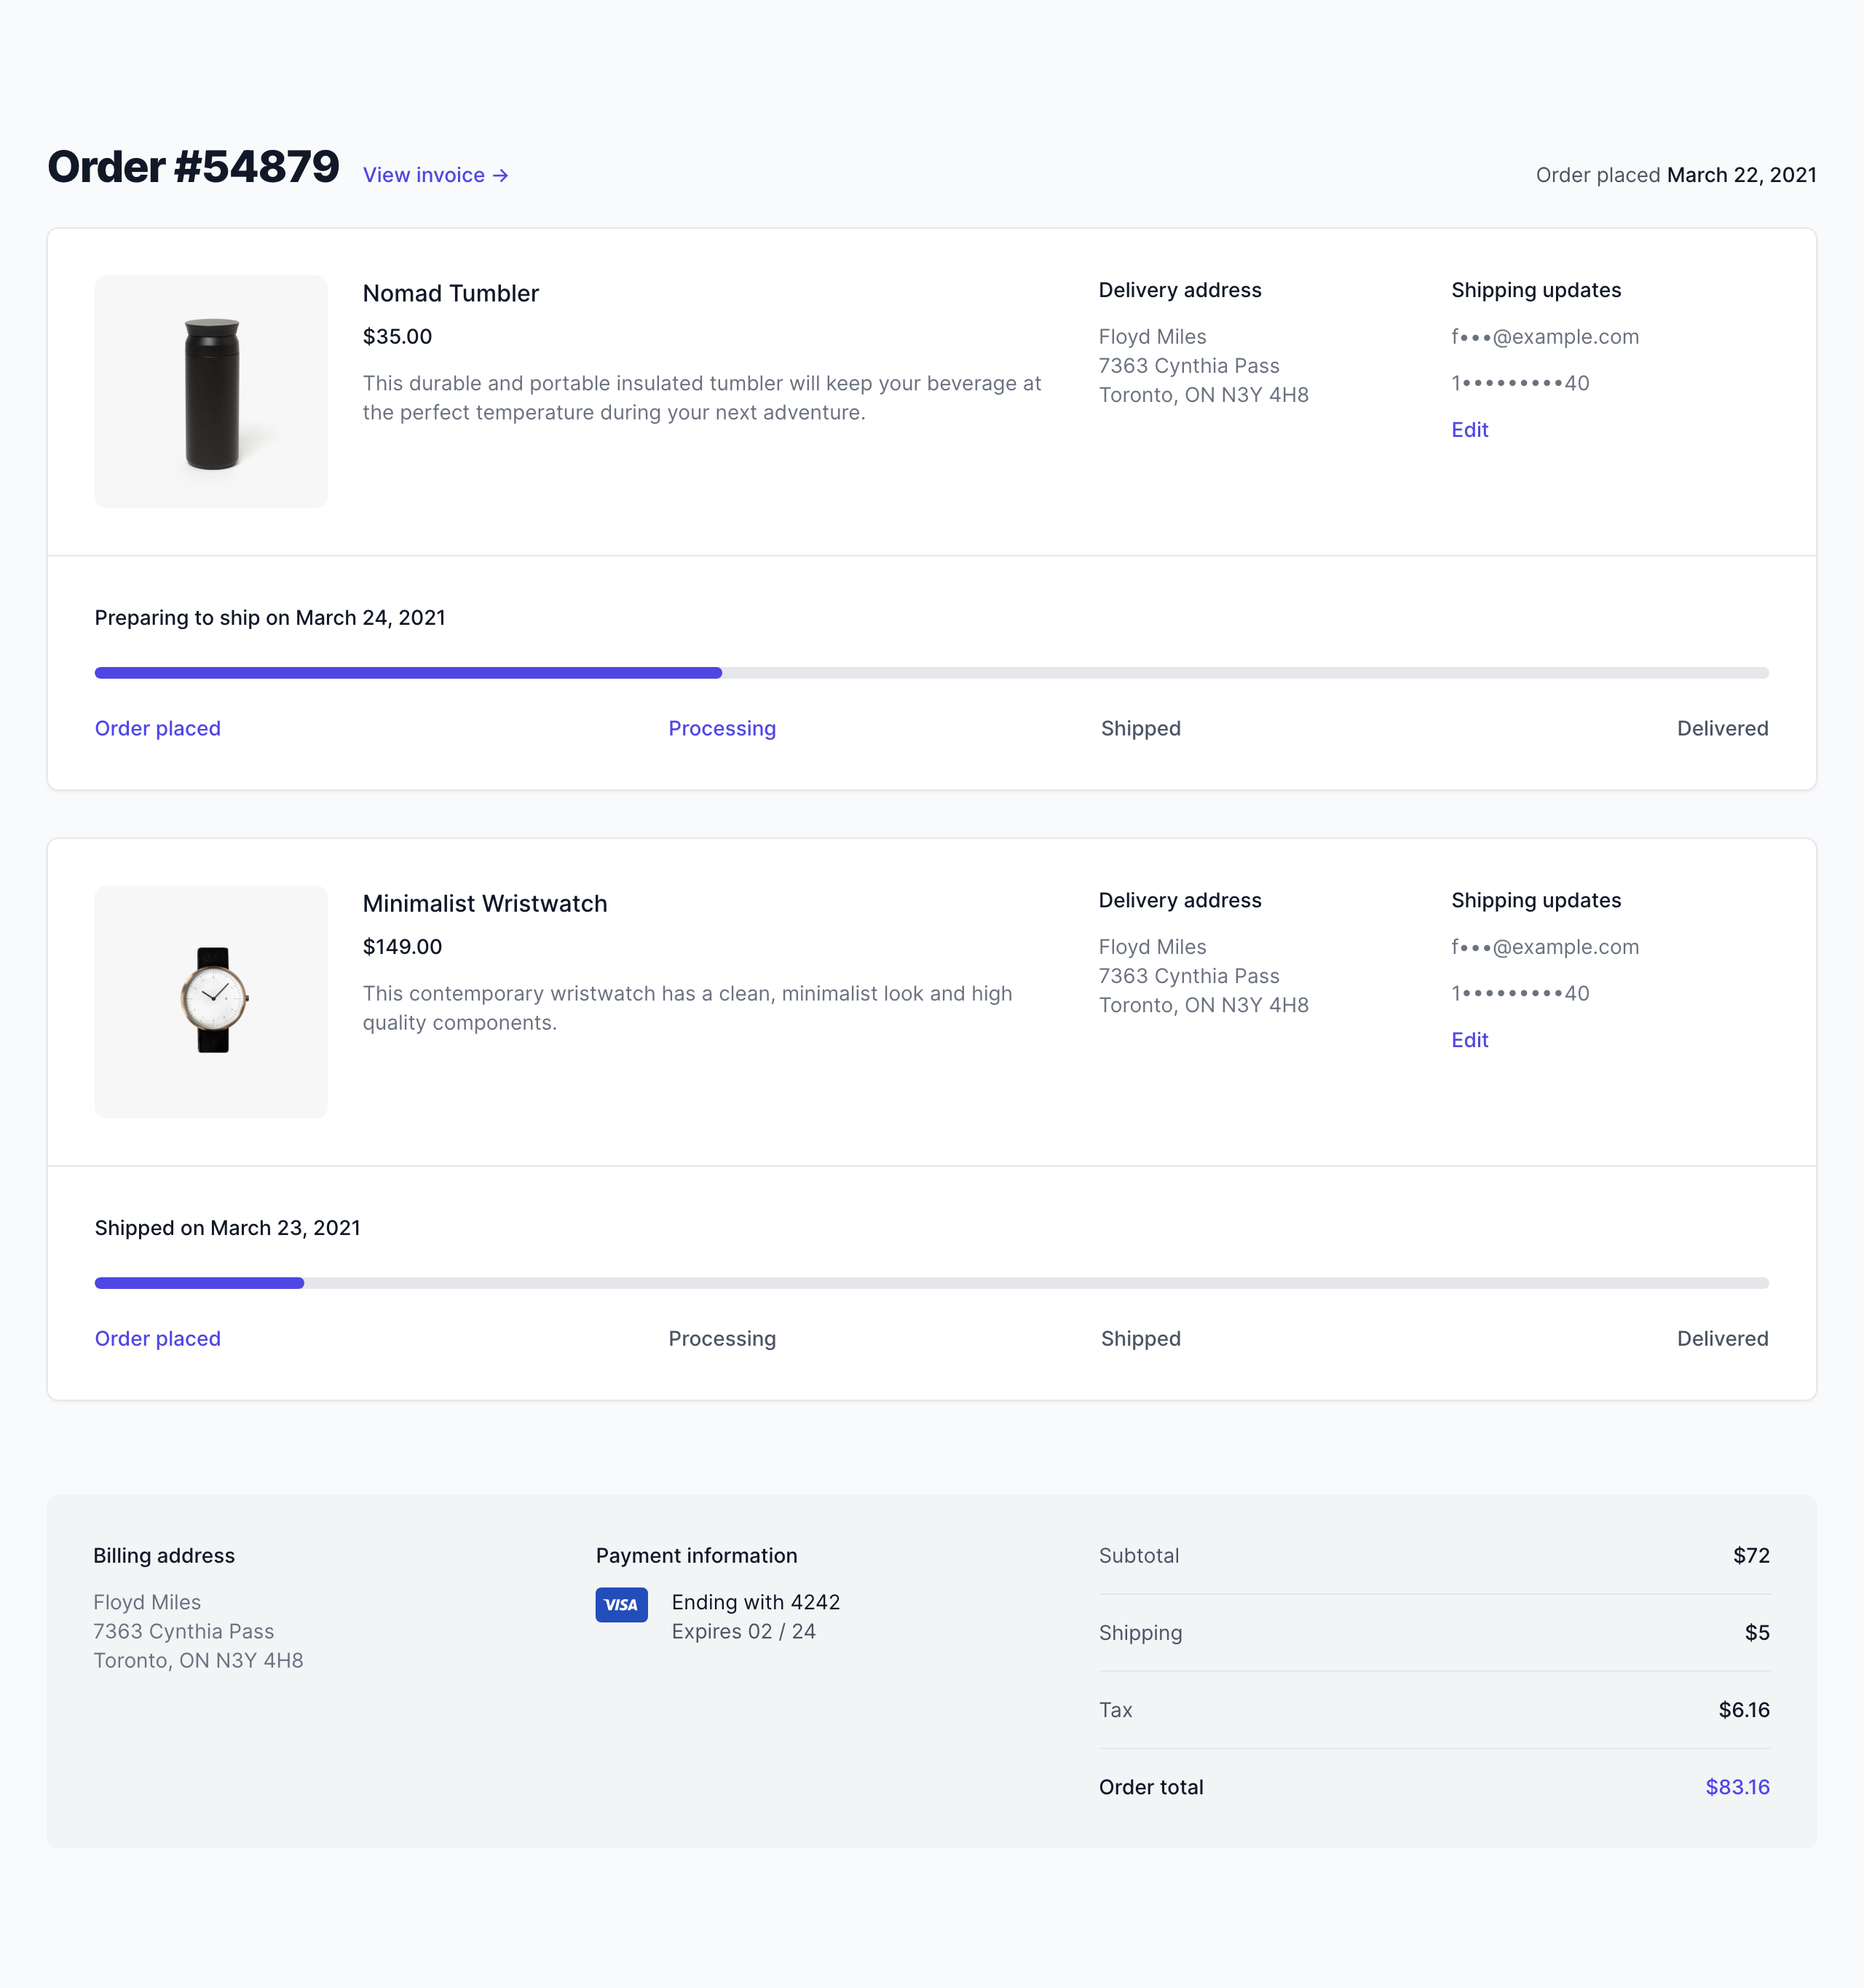 Order #54879
View invoice →
Order placed March 22, 2021
Nomad Tumbler
$35.00
This durable and portable insulated tumbler will keep your beverage at
the perfect temperature during your next adventure.
Delivery address
Floyd Miles
7363 Cynthia Pass
Toronto, ON N3Y 4H8
Shipping updates
f•••@example.com
1•••••••••40
Edit
Preparing to ship on March 24, 2021
Order placed
Processing
Shipped
Delivered
Minimalist Wristwatch
$149.00
This contemporary wristwatch has a clean, minimalist look and high
quality components.
Delivery address
Floyd Miles
7363 Cynthia Pass
Toronto, ON N3Y 4H8
Shipping updates
f•••@example.com
1•••••••••40
Edit
Shipped on March 23, 2021
Order placed
Processing
Shipped
Delivered
Billing address
Floyd Miles
7363 Cynthia Pass
Toronto, ON N3Y 4H8
Payment information
VISA
Ending with 4242
Expires 02 / 24
Subtotal $72
Shipping $5
Tax $6.16
Order total $83.16